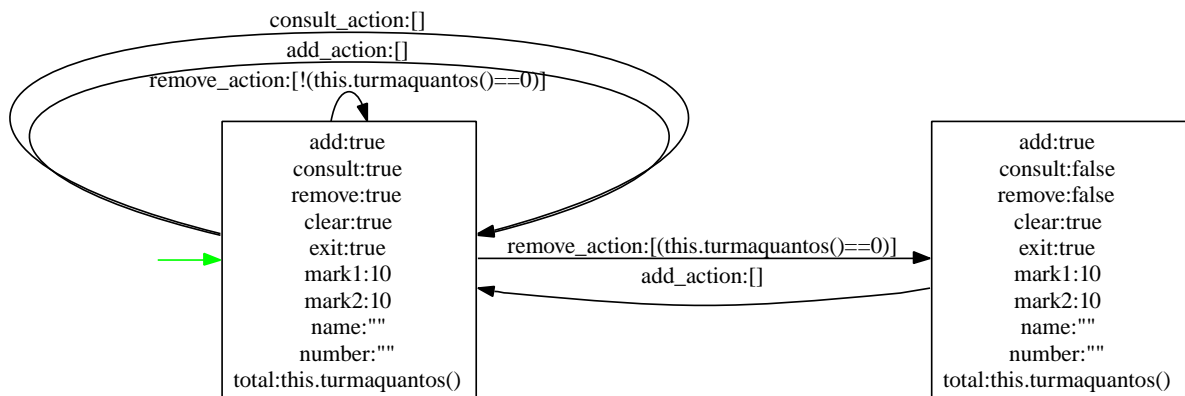 consult_action:[]
add_action:[]
remove_action:[!(this.turmaquantos()==0)]
add:true
consult:true
remove:true
clear:true
exit:true
mark1:10
mark2:10
name:""
number:""
total:this.turmaquantos()
remove_action:[(this.turmaquantos()==0)]
add_action:[]
add:true
consult:false
remove:false
clear:true
exit:true
mark1:10
mark2:10
name:""
number:""
total:this.turmaquantos()